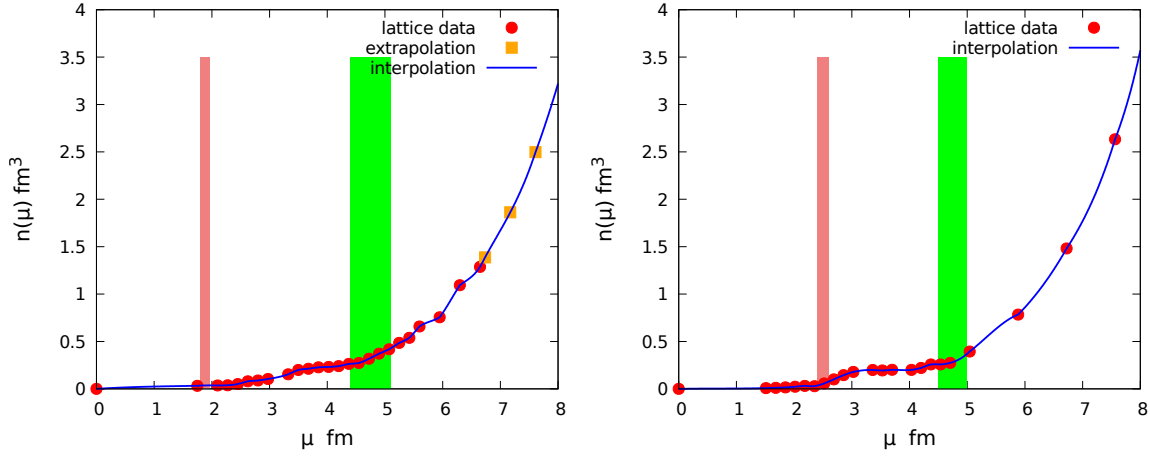 lattice data
extrapolation
interpolation
n(μ) fm³
4
3.5
3
2.5
2
1.5
1
0.5
0
0 1 2 3 4 5 6 7 8
μ fm
lattice data
interpolation
n(μ) fm³
4
3.5
3
2.5
2
1.5
1
0.5
0
0 1 2 3 4 5 6 7 8
μ fm